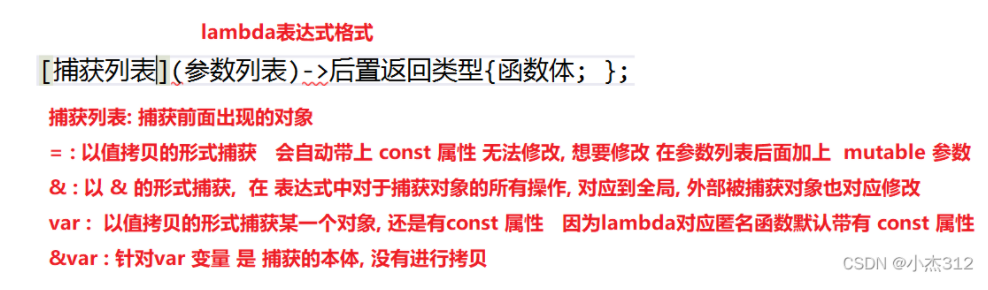 lambda表达式格式
[捕获列表](参数列表)->后置返回类型{函数体; };
捕获列表: 捕获前面出现的对象
= : 以值拷贝的形式捕获 会自动带上 const 属性 无法修改, 想要修改 在参数列表后面加上 mutable 参数
& : 以 & 的形式捕获, 在 表达式中对于捕获对象的所有操作, 对应到全局, 外部被捕获对象也对应修改
var : 以值拷贝的形式捕获某一个对象, 还是有const 属性 因为lambda对应匿名函数默认带有 const 属性
&var : 针对var 变量 是 捕获的本体, 没有进行拷贝
CSDN @小杰312